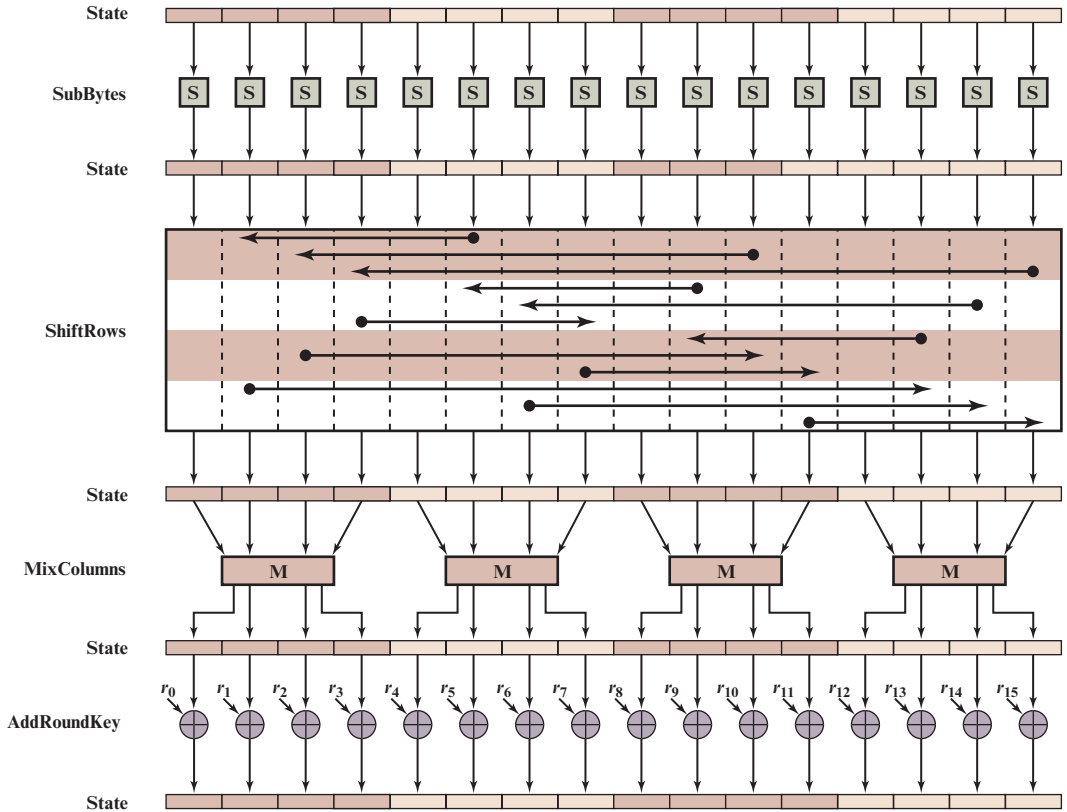 State
SubBytes S S S S S S S S S S S S S S S S
State
ShiftRows
State
MixColumns M M M M
State
r0 r1 r2 r3 r4 r5 r6 r7 r8 r9 r10 r11 r12 r13 r14 r15
AddRoundKey
State